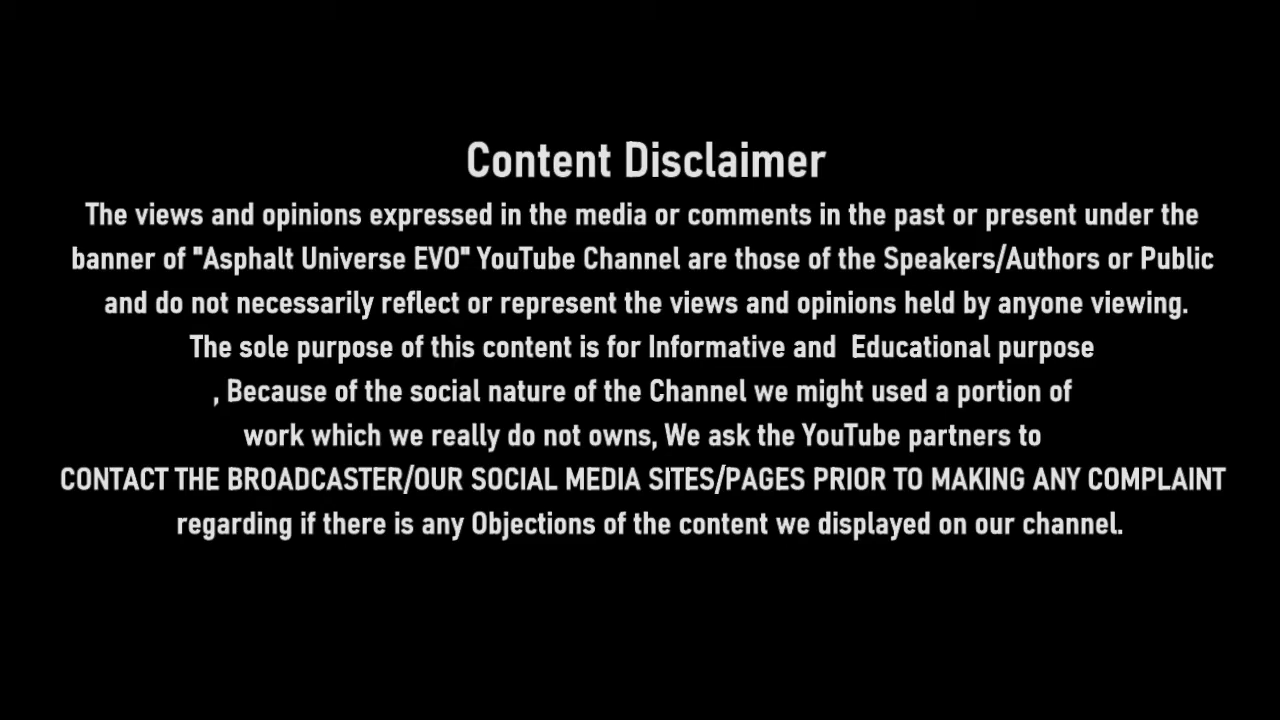 Content Disclaimer
The views and opinions expressed in the media or comments in the past or present under the
banner of "Asphalt Universe EVO" YouTube Channel are those of the Speakers/Authors or Public
and do not necessarily reflect or represent the views and opinions held by anyone viewing.
The sole purpose of this content is for Informative and  Educational purpose
, Because of the social nature of the Channel we might used a portion of
work which we really do not owns, We ask the YouTube partners to
CONTACT THE BROADCASTER/OUR SOCIAL MEDIA SITES/PAGES PRIOR TO MAKING ANY COMPLAINT
regarding if there is any Objections of the content we displayed on our channel.